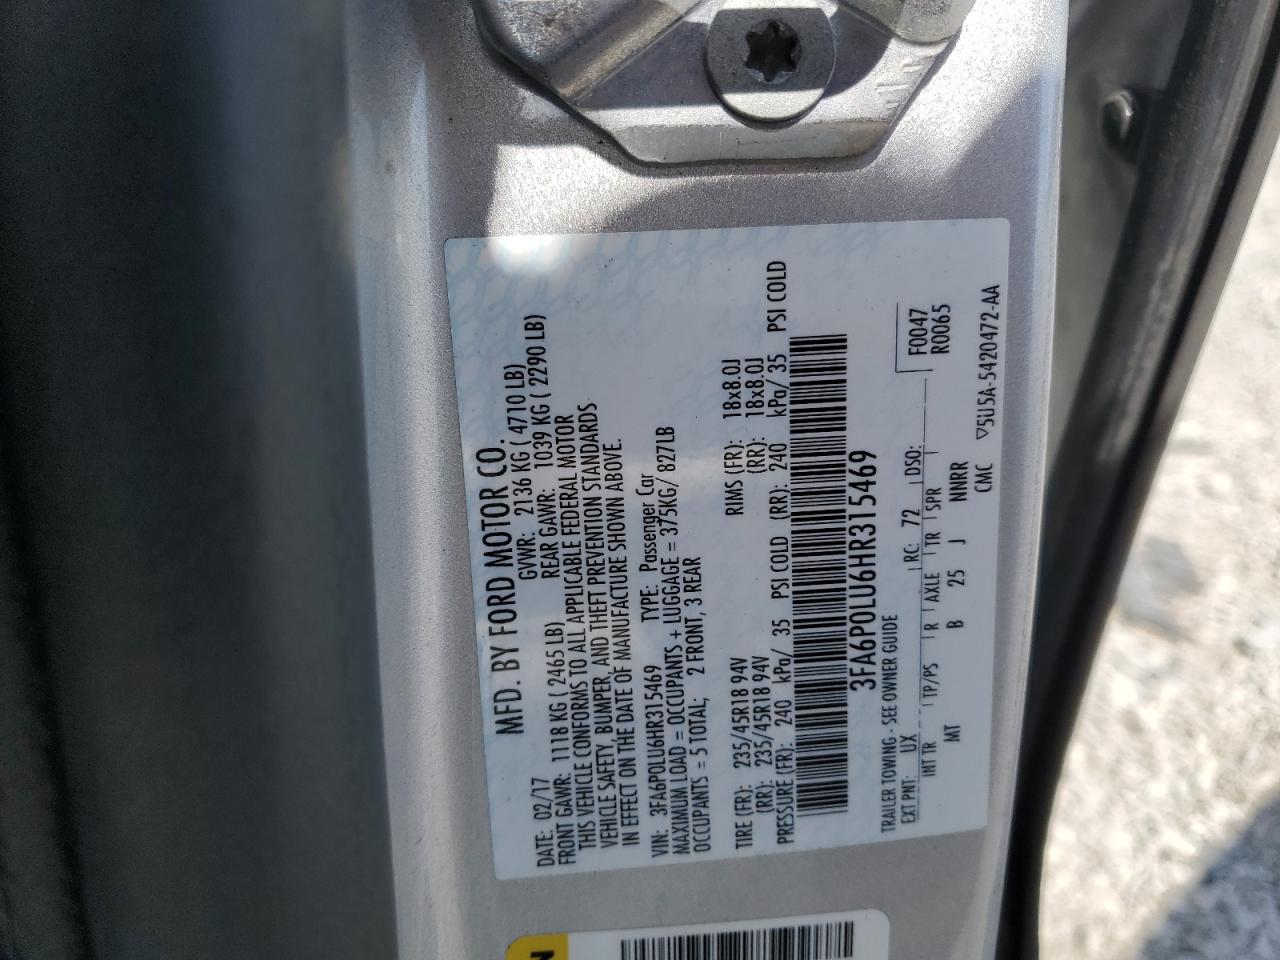 MFD. BY FORD MOTOR CO.
DATE: 02/17 GVWR: 2136 KG ( 4710 LB)
FRONT GAWR: 1118 KG ( 2465 LB) REAR GAWR: 1039 KG ( 2290 LB)
THIS VEHICLE CONFORMS TO ALL APPLICABLE FEDERAL MOTOR
VEHICLE SAFETY, BUMPER, AND THEFT PREVENTION STANDARDS
IN EFFECT ON THE DATE OF MANUFACTURE SHOWN ABOVE.
VIN: 3FA6P0LU6HR315469 TYPE: Passenger Car
MAXIMUM LOAD = OCCUPANTS + LUGGAGE = 375KG/ 827LB
OCCUPANTS = 5 TOTAL; 2 FRONT, 3 REAR
TIRE (FR): 235/45R18 94V RIMS (FR): 18x8.0J
(RR): 235/45R18 94V (RR): 18x8.0J
PRESSURE (FR): 240 kPa/ 35 PSI COLD (RR): 240 kPa/ 35 PSI COLD
3FA6P0LU6HR315469
TRAILER TOWING - SEE OWNER GUIDE
EXT PNT: UX RC: 72 DSO: F0047
R0065
INT TR TP/PS R AXLE TR SPR
MT B 25 J NNRR
CMC ▽5U5A-5420472-AA
N